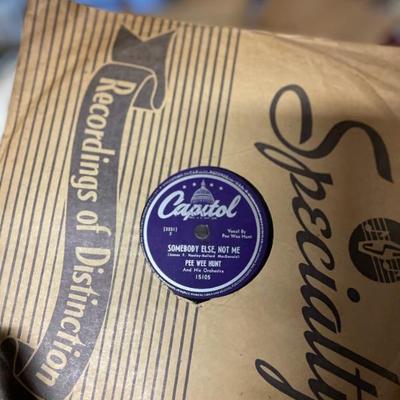 Recordings of Distinction
Specialty
Capitol
[3251]
Vocal By
Pee Wee Hunt
SOMEBODY ELSE, NOT ME
PEE WEE HUNT
And His Orchestra
15105